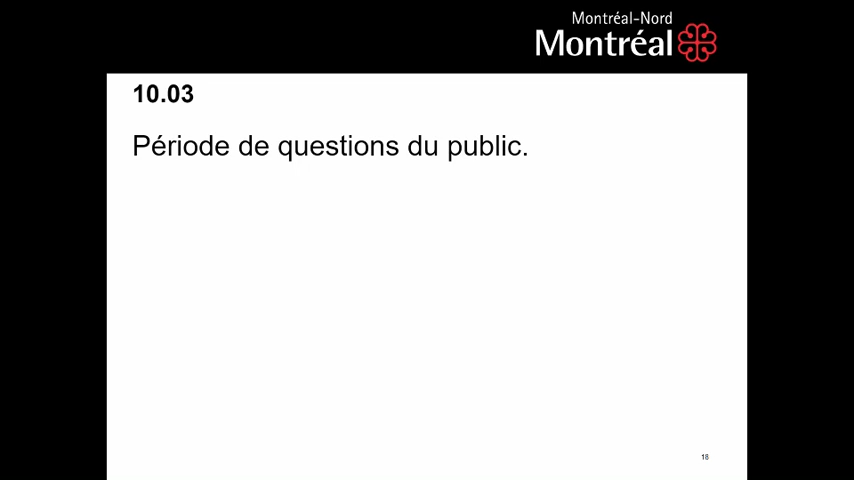 Montréal-Nord
Montréal
10.03
Période de questions du public.
18